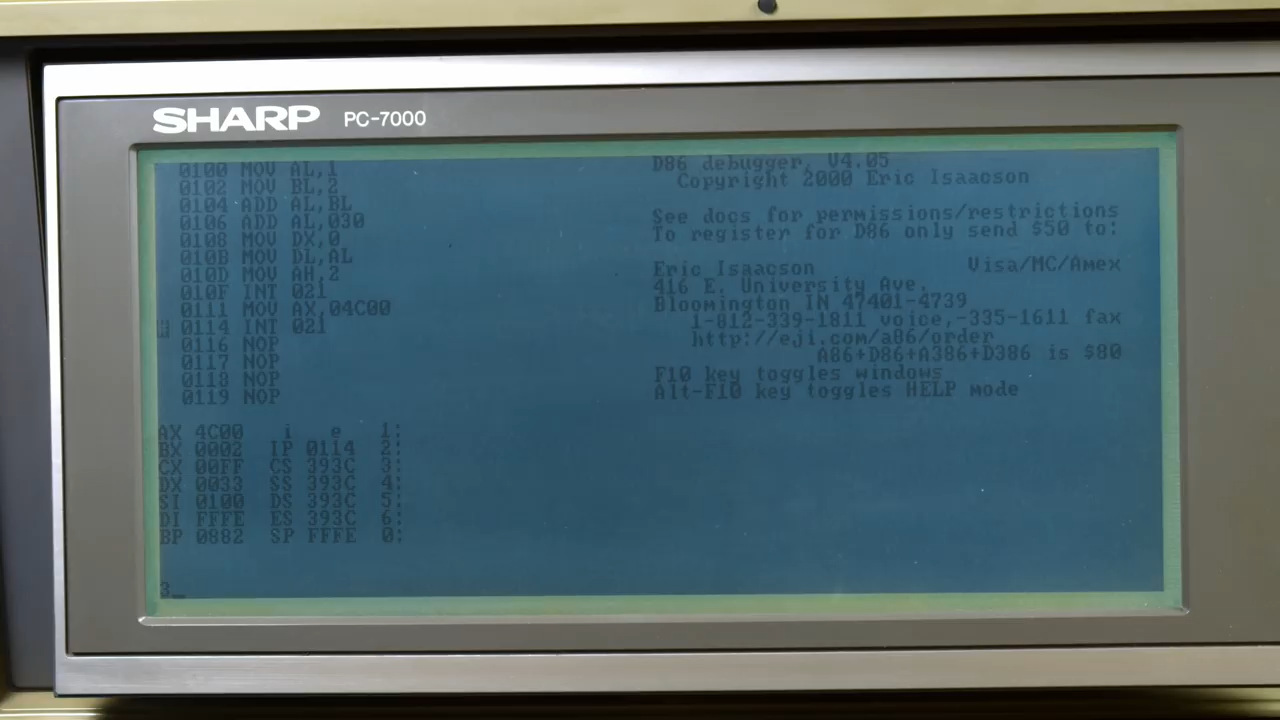 SHARP PC-7000
0100 MOV AL,1
0102 MOV BL,2
0104 ADD AL,BL
0106 ADD AL,030
0108 MOV DX,0
010B MOV DL,AL
010D MOV AH,2
010F INT 021
0111 MOV AX,04C00
0114 INT 021
0116 NOP
0117 NOP
0118 NOP
0119 NOP
AX 4C00 i e 1:
BX 0002 IP 0114 2:
CX 00FF CS 393C 3:
DX 0033 SS 393C 4:
SI 0100 DS 393C 5:
DI FFFE ES 393C 6:
BP 0882 SP FFFE 0:
3_
D86 debugger, V4.05
Copyright 2000 Eric Isaacson
See docs for permissions/restrictions
To register for D86 only send $50 to:
Eric Isaacson Visa/MC/Amex
416 E. University Ave.
Bloomington IN 47401-4739
1-812-339-1811 voice,-335-1611 fax
http://eji.com/a86/order
A86+D86+A386+D386 is $80
F10 key toggles windows
Alt-F10 key toggles HELP mode